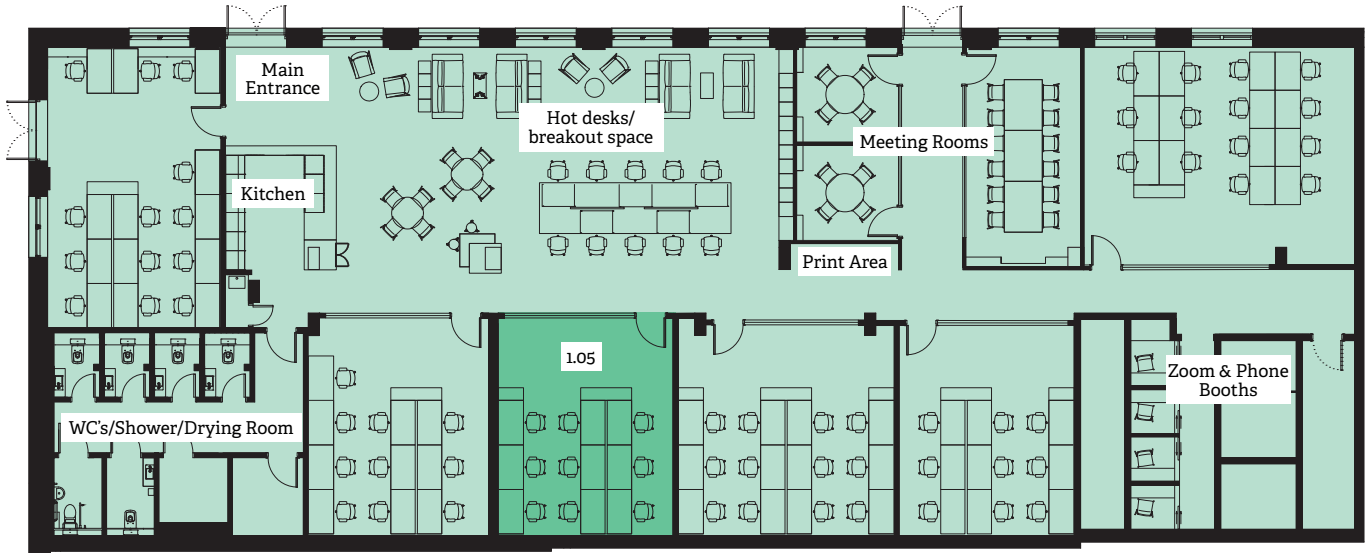 Main
Entrance
Hot desks/
breakout space
Meeting Rooms
Kitchen
Print Area
1.05
Zoom & Phone
Booths
WC's/Shower/Drying Room